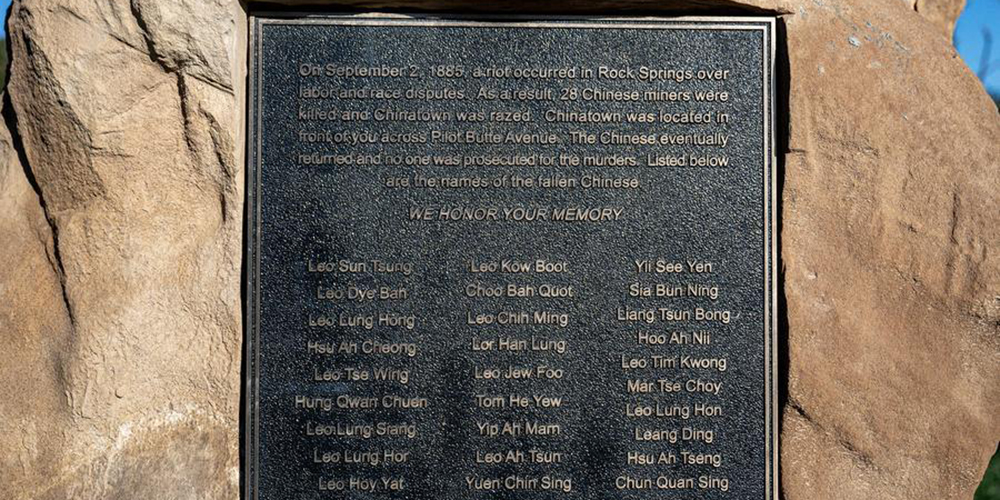 On September 2, 1885, a riot occurred in Rock Springs over
labor and race disputes. As a result, 28 Chinese miners were
killed and Chinatown was razed. Chinatown was located in
front of you across Pilot Butte Avenue. The Chinese eventually
returned and no one was prosecuted for the murders. Listed below
are the names of the fallen Chinese.
WE HONOR YOUR MEMORY
Leo Sun Tsung
Leo Dye Bah
Leo Lung Hong
Hsu Ah Cheong
Leo Tse Wing
Hung Qwan Chuen
Leo Lung Siang
Leo Lung Hor
Leo Hoy Yat
Leo Kow Boot
Choo Bah Quot
Leo Chih Ming
Lor Han Lung
Leo Jew Foo
Tom He Yew
Yip Ah Mam
Leo Ah Tsun
Yuen Chin Sing
Yii See Yen
Sia Bun Ning
Liang Tsun Bong
Hoo Ah Nii
Leo Tim Kwong
Mar Tse Choy
Leo Lung Hon
Leang Ding
Hsu Ah Tseng
Chun Quan Sing